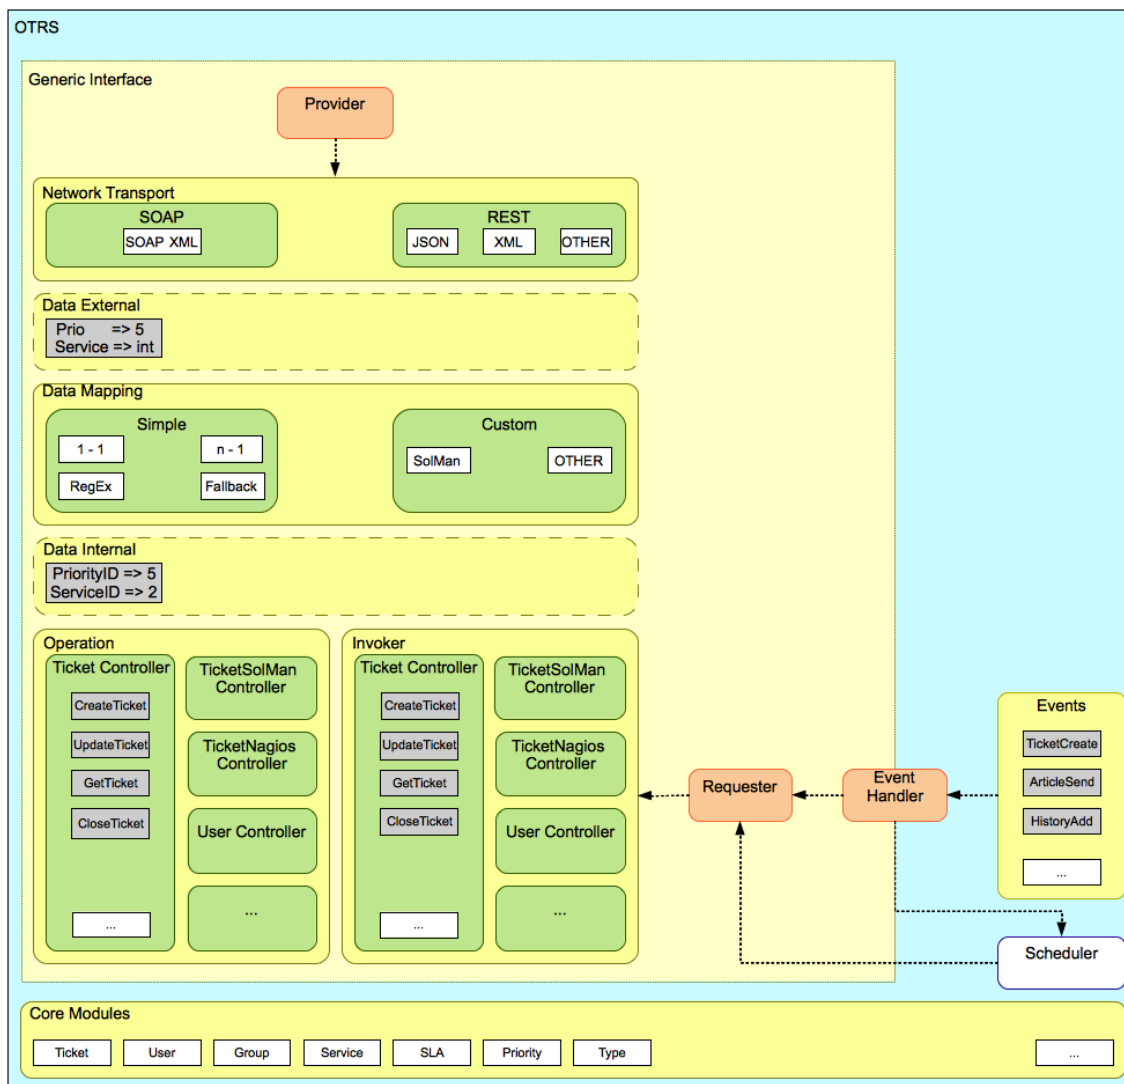 OTRS
Generic Interface
Provider
Network Transport
SOAP
SOAP XML
REST
JSON
XML
OTHER
Data External
Prio => 5
Service => int
Data Mapping
Simple
1 - 1
n - 1
RegEx
Fallback
Custom
SolMan
OTHER
Data Internal
PriorityID => 5
ServiceID => 2
Operation
Ticket Controller
CreateTicket
UpdateTicket
GetTicket
CloseTicket
...
TicketSolMan
Controller
TicketNagios
Controller
User Controller
...
Invoker
Ticket Controller
CreateTicket
UpdateTicket
GetTicket
CloseTicket
...
TicketSolMan
Controller
TicketNagios
Controller
User Controller
...
Requester
Event
Handler
Events
TicketCreate
ArticleSend
HistoryAdd
...
Scheduler
Core Modules
Ticket
User
Group
Service
SLA
Priority
Type
...